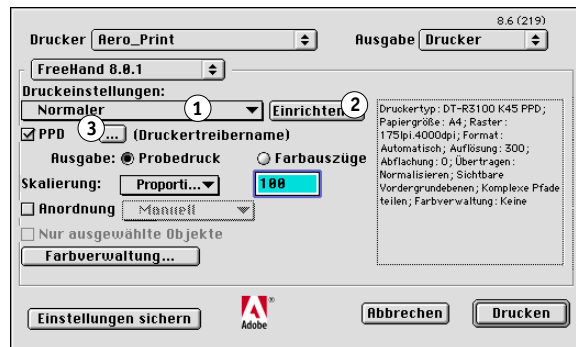 8.6 (219)
Drucker Aero_Print Ausgabe Drucker
FreeHand 8.0.1
Druckeinstellungen:
Normaler 1 Einrichten 2
PPD 3 ... (Druckertreibername)
Ausgabe: Probedruck Farbauszüge
Skalierung: Proporti... 100
Anordnung Manuell
Nur ausgewählte Objekte
Farbverwaltung...
Druckertyp: DT-R3100 K45 PPD;
Papiergröße: A4; Raster:
175lpi.4000dpi; Format:
Automatisch; Auflösung: 300;
Abflachung: 0; Übertragen:
Normalisieren; Sichtbare
Vordergrundebenen; Komplexe Pfade
teilen; Farbverwaltung: Keine
Einstellungen sichern Adobe ® Abbrechen Drucken